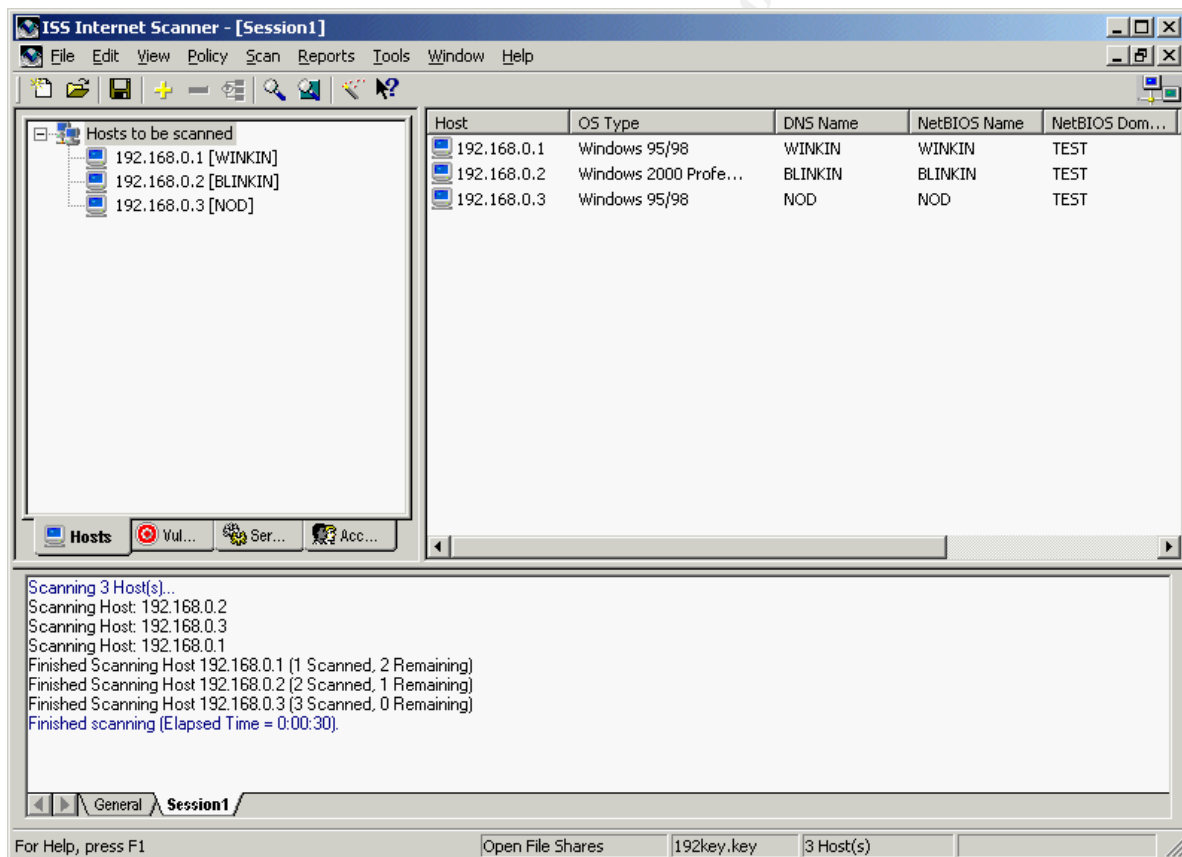 ISS Internet Scanner - [Session1]
File Edit View Policy Scan Reports Tools Window Help
Hosts to be scanned
192.168.0.1 [WINKIN]
192.168.0.2 [BLINKIN]
192.168.0.3 [NOD]
Hosts Vul... Ser... Acc...
Host OS Type DNS Name NetBIOS Name NetBIOS Dom...
192.168.0.1 Windows 95/98 WINKIN WINKIN TEST
192.168.0.2 Windows 2000 Profe... BLINKIN BLINKIN TEST
192.168.0.3 Windows 95/98 NOD NOD TEST
Scanning 3 Host(s)...
Scanning Host: 192.168.0.2
Scanning Host: 192.168.0.3
Scanning Host: 192.168.0.1
Finished Scanning Host 192.168.0.1 (1 Scanned, 2 Remaining)
Finished Scanning Host 192.168.0.2 (2 Scanned, 1 Remaining)
Finished Scanning Host 192.168.0.3 (3 Scanned, 0 Remaining)
Finished scanning (Elapsed Time = 0:00:30).
General Session1
For Help, press F1 Open File Shares 192key.key 3 Host(s)